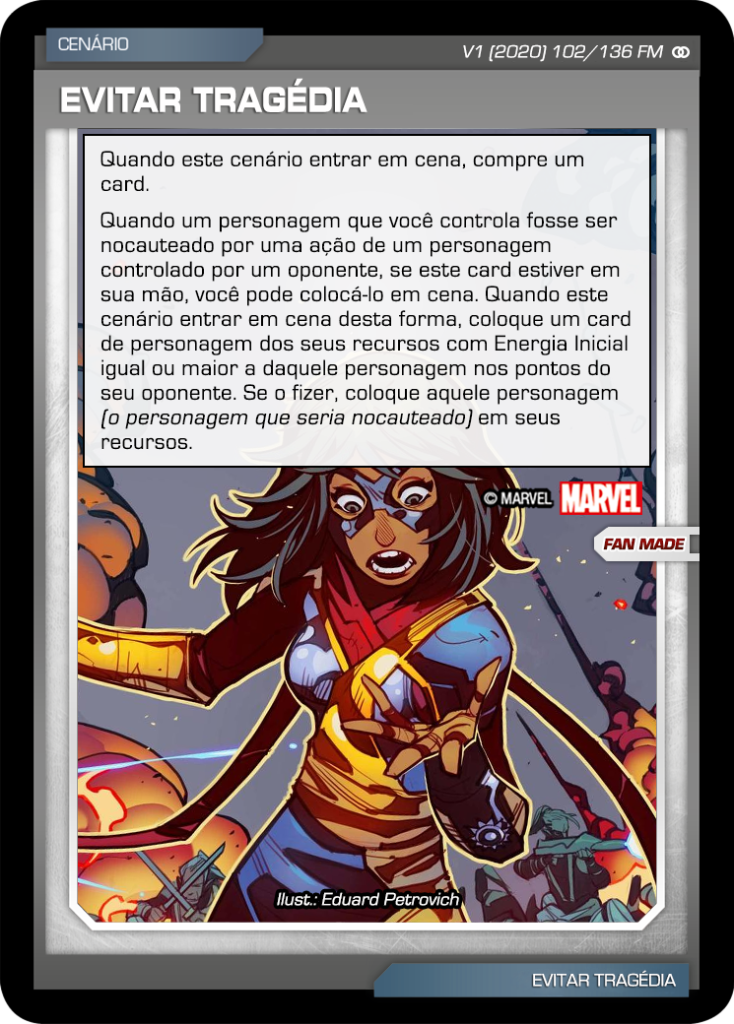 CENÁRIO
V1 (2020) 102/136 FM
EVITAR TRAGÉDIA
Quando este cenário entrar em cena, compre um
card.
Quando um personagem que você controla fosse ser
nocauteado por uma ação de um personagem
controlado por um oponente, se este card estiver em
sua mão, você pode colocá-lo em cena. Quando este
cenário entrar em cena desta forma, coloque um card
de personagem dos seus recursos com Energia Inicial
igual ou maior a daquele personagem nos pontos do
seu oponente. Se o fizer, coloque aquele personagem
(o personagem que seria nocauteado) em seus
recursos.
© MARVEL MARVEL
FAN MADE
Ilust.: Eduard Petrovich
EVITAR TRAGÉDIA